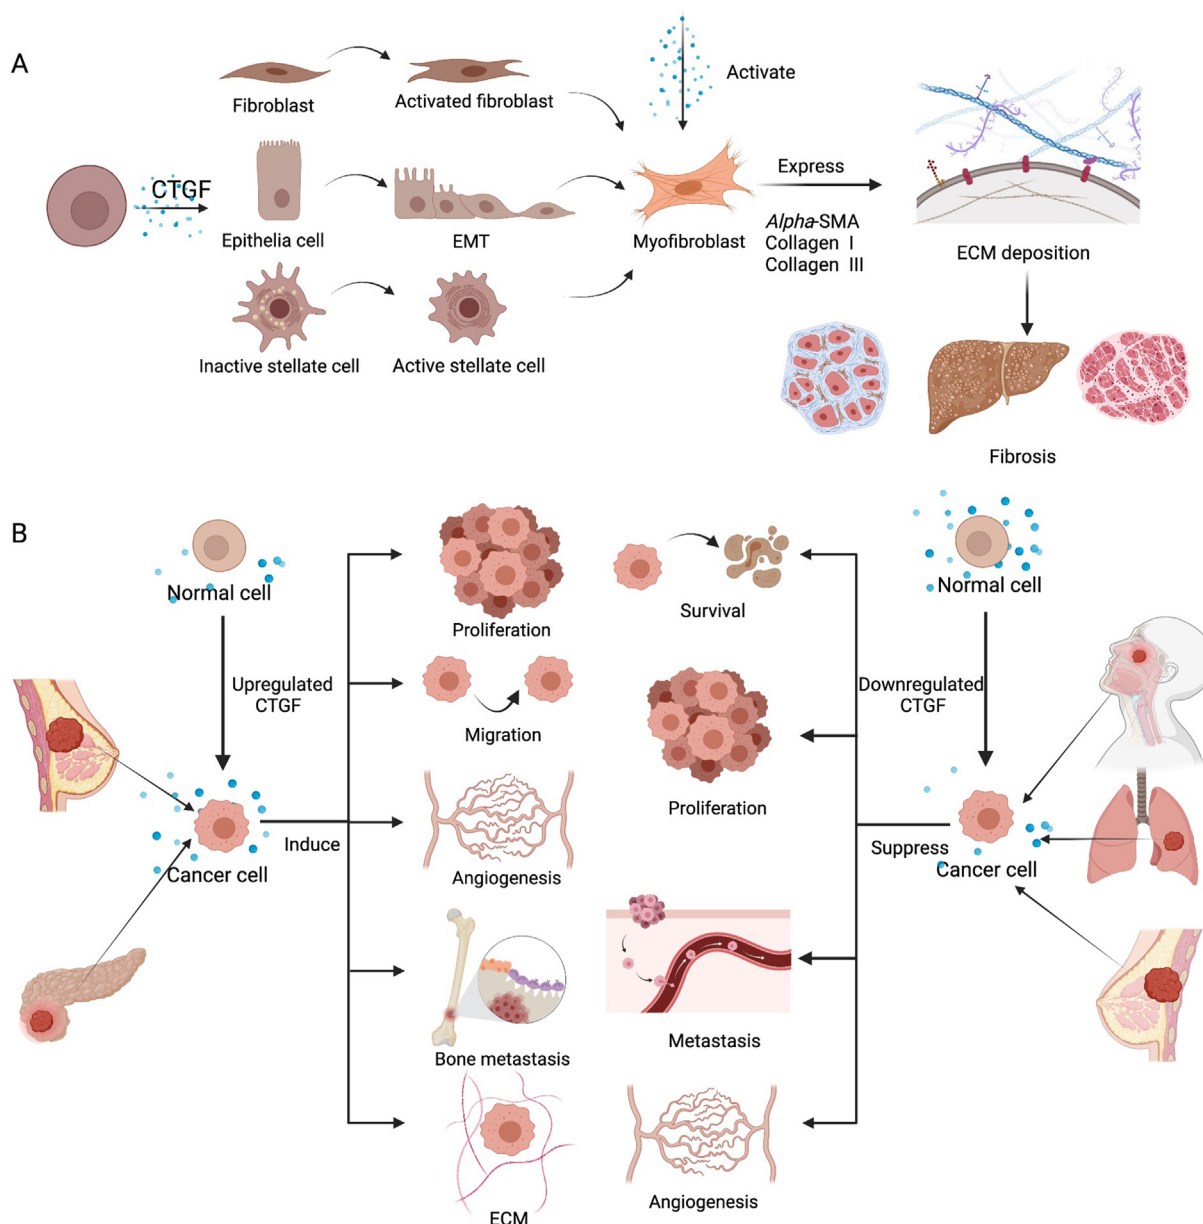 A
CTGF
Fibroblast
Activated fibroblast
Activate
Epithelia cell
EMT
Myofibroblast
Express
Alpha-SMA
Collagen I
Collagen III
ECM deposition
Inactive stellate cell
Active stellate cell
Fibrosis
B
Normal cell
Upregulated
CTGF
Cancer cell
Induce
Proliferation
Migration
Angiogenesis
Bone metastasis
ECM
Survival
Proliferation
Metastasis
Angiogenesis
Normal cell
Downregulated
CTGF
Suppress
Cancer cell